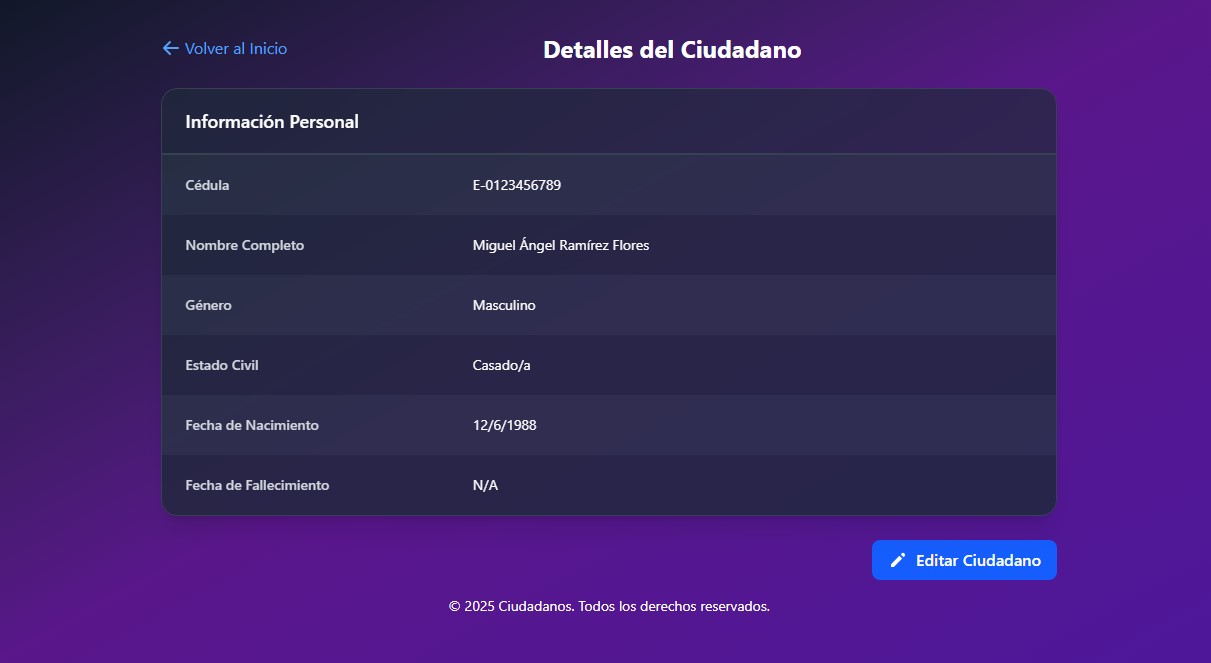 Volver al Inicio
Detalles del Ciudadano
Información Personal
Cédula E-0123456789
Nombre Completo Miguel Ángel Ramírez Flores
Género Masculino
Estado Civil Casado/a
Fecha de Nacimiento 12/6/1988
Fecha de Fallecimiento N/A
Editar Ciudadano
© 2025 Ciudadanos. Todos los derechos reservados.